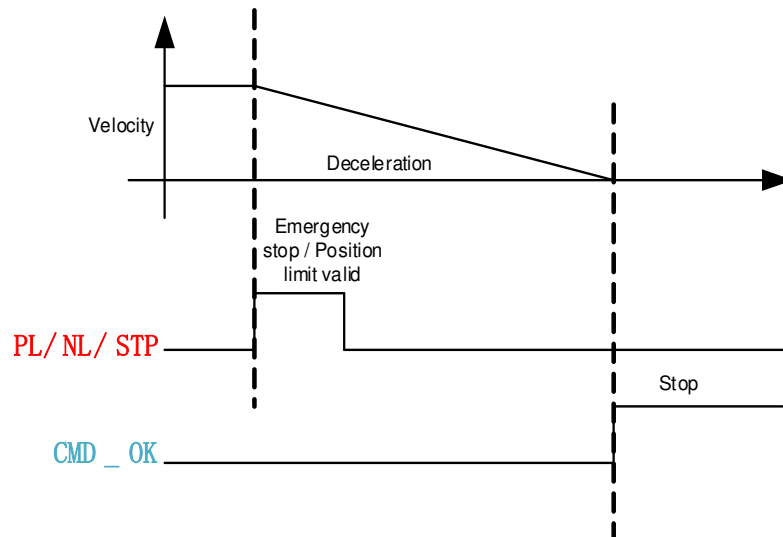 Velocity
Deceleration
Emergency
stop / Position
limit valid
PL/ NL/ STP
Stop
CMD _ OK